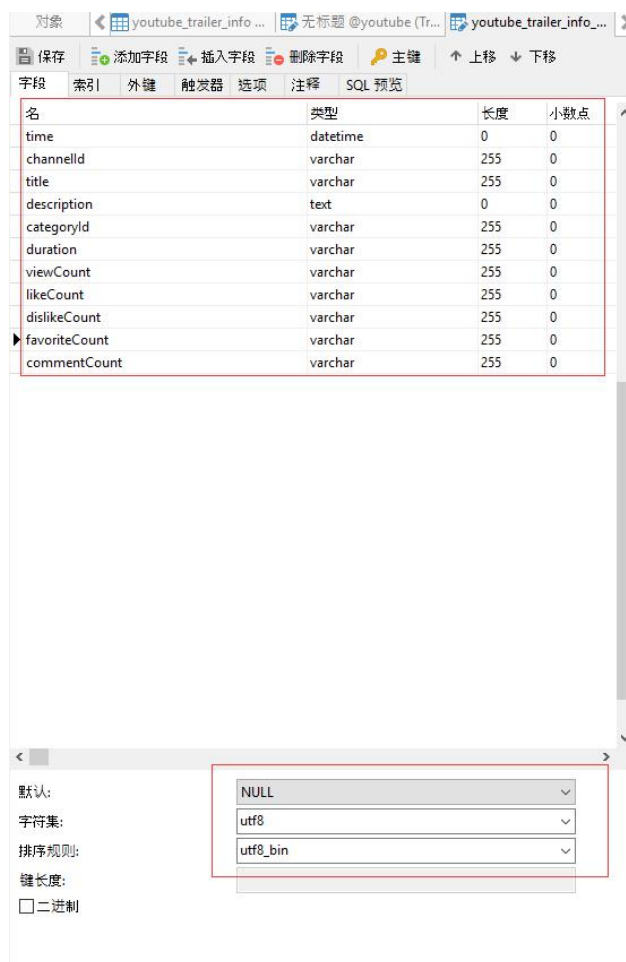 对象 youtube_trailer_info ... 无标题 @youtube (Tr... youtube_trailer_info_...
保存 添加字段 插入字段 删除字段 主键 上移 下移
字段 索引 外键 触发器 选项 注释 SQL 预览
名 类型 长度 小数点
time datetime 0 0
channelId varchar 255 0
title varchar 255 0
description text 0 0
categoryId varchar 255 0
duration varchar 255 0
viewCount varchar 255 0
likeCount varchar 255 0
dislikeCount varchar 255 0
favoriteCount varchar 255 0
commentCount varchar 255 0
默认: NULL
字符集: utf8
排序规则: utf8_bin
键长度:
二进制